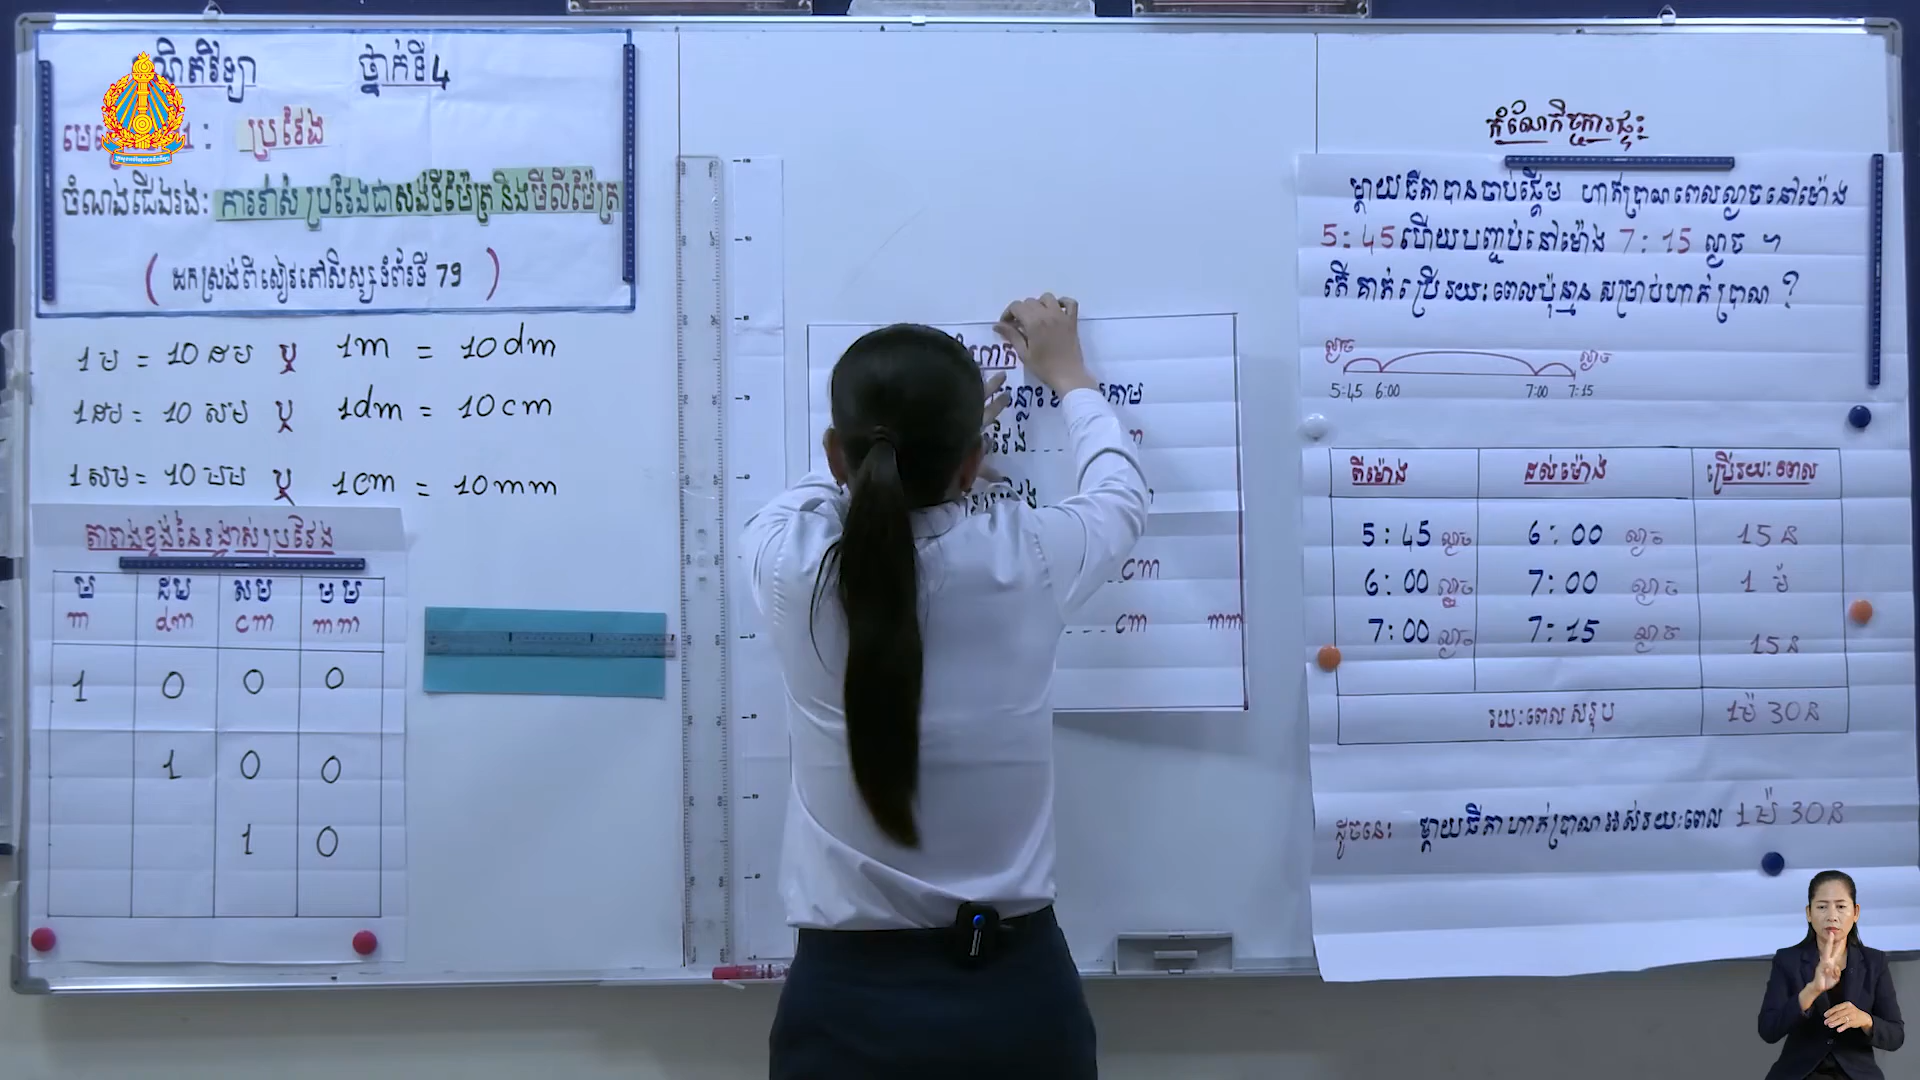 គណិតវិទ្យា ថ្នាក់ទី4
1: ប្រវែង
ចំណងជើងរង: ការវាស់ប្រវែងជាសង់ទីម៉ែត្រ និងមីលីម៉ែត្រ
(ដកស្រង់ពីសៀវភៅសិស្សទំព័រទី 79)
1ម = 10ដម ឬ 1m = 10dm
1ដម = 10 សម ឬ 1dm = 10cm
1សម = 10 មម ឬ 1cm = 10mm
តារាងខ្ទង់នៃរង្វាស់ប្រវែង
ម ដម សម មម
m dm cm mm
1 0 0 0
1 0 0
1 0
cm
cm mm
កំណែកិច្ចការផ្ទះ
ម្តាយធីតាបានចាប់ផ្តើម ហាត់ប្រាណពេលល្ងាចនៅម៉ោង
5:45ហើយបញ្ចប់នៅម៉ោង 7:15 ល្ងាច ។
តើគាត់ប្រើរយៈពេលប៉ុន្មាន សម្រាប់ហាត់ប្រាណ ?
ល្ងាច ល្ងាច
5:45 6:00 7:00 7:15
ពីម៉ោង ដល់ម៉ោង ប្រើរយៈពេល
5:45 ល្ងាច 6:00 ល្ងាច 15ន
6:00 ល្ងាច 7:00 ល្ងាច 1 ម៉
7:00 ល្ងាច 7:15 ល្ងាច 15ន
រយៈពេលសរុប 1ម៉ 30ន
ដូចនេះ ម្តាយធីតាហាត់ប្រាណអស់រយៈពេល 1ម៉ 30ន